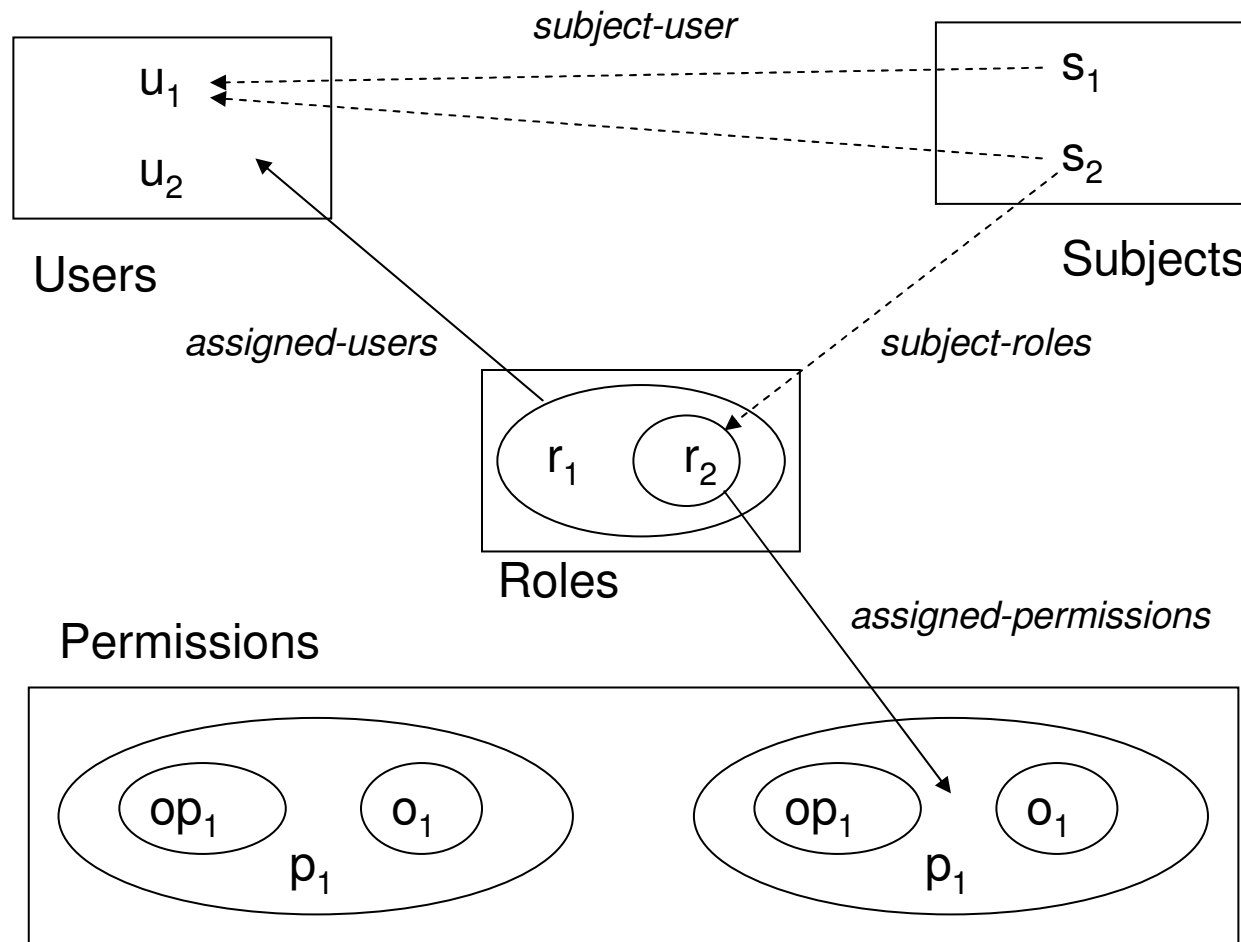 subject-user
u₁
s₁
u₂
s₂
Users
Subjects
assigned-users
subject-roles
r₁
r₂
Roles
assigned-permissions
Permissions
op₁
o₁
op₁
o₁
p₁
p₁